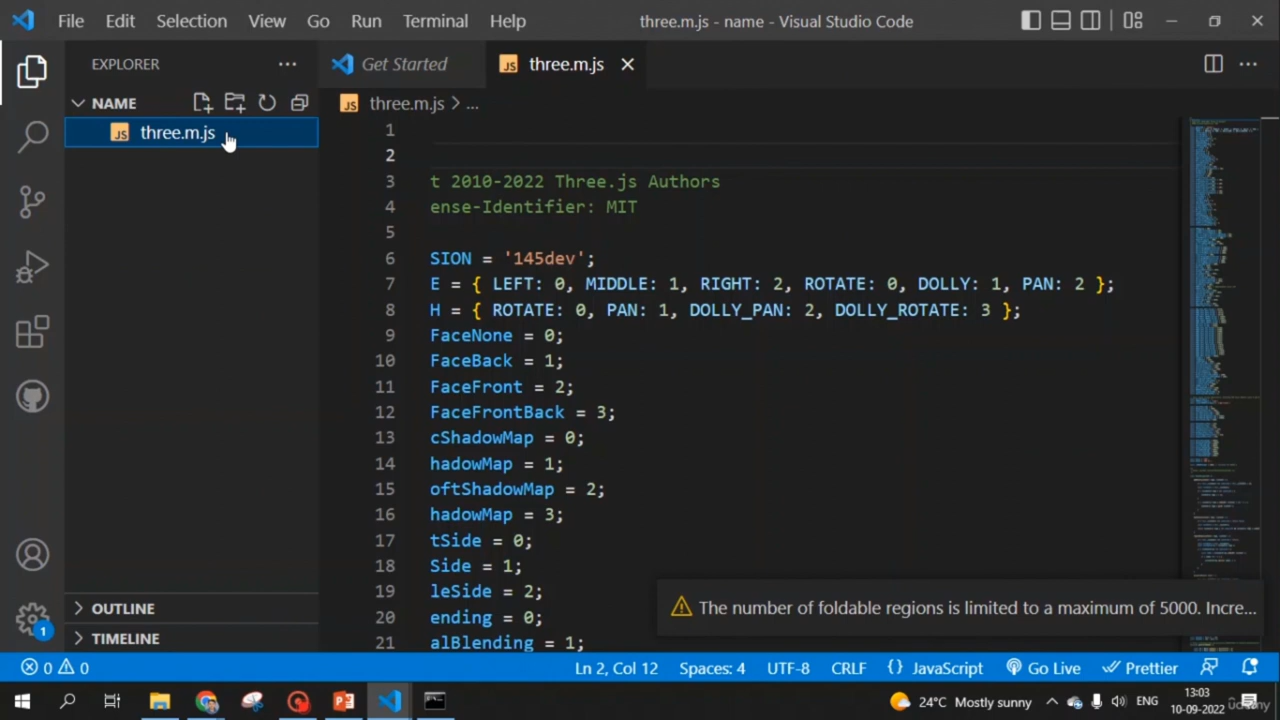 File Edit Selection View Go Run Terminal Help three.m.js - name - Visual Studio Code
EXPLORER
Get Started
three.m.js
NAME
three.m.js > ...
three.m.js
1
2
3 t 2010-2022 Three.js Authors
4 ense-Identifier: MIT
5
6 SION = '145dev';
7 E = { LEFT: 0, MIDDLE: 1, RIGHT: 2, ROTATE: 0, DOLLY: 1, PAN: 2 };
8 H = { ROTATE: 0, PAN: 1, DOLLY_PAN: 2, DOLLY_ROTATE: 3 };
9 FaceNone = 0;
10 FaceBack = 1;
11 FaceFront = 2;
12 FaceFrontBack = 3;
13 cShadowMap = 0;
14 hadowMap = 1;
15 oftShadowMap = 2;
16 hadowMap = 3;
17 tSide = 0;
18 Side = 1;
19 leSide = 2;
20 ending = 0;
21 alBlending = 1;
The number of foldable regions is limited to a maximum of 5000. Incre...
OUTLINE
TIMELINE
1
0 0 Ln 2, Col 12 Spaces: 4 UTF-8 CRLF {} JavaScript Go Live Prettier
24°C Mostly sunny ENG
13:03
10-09-2022
udemy